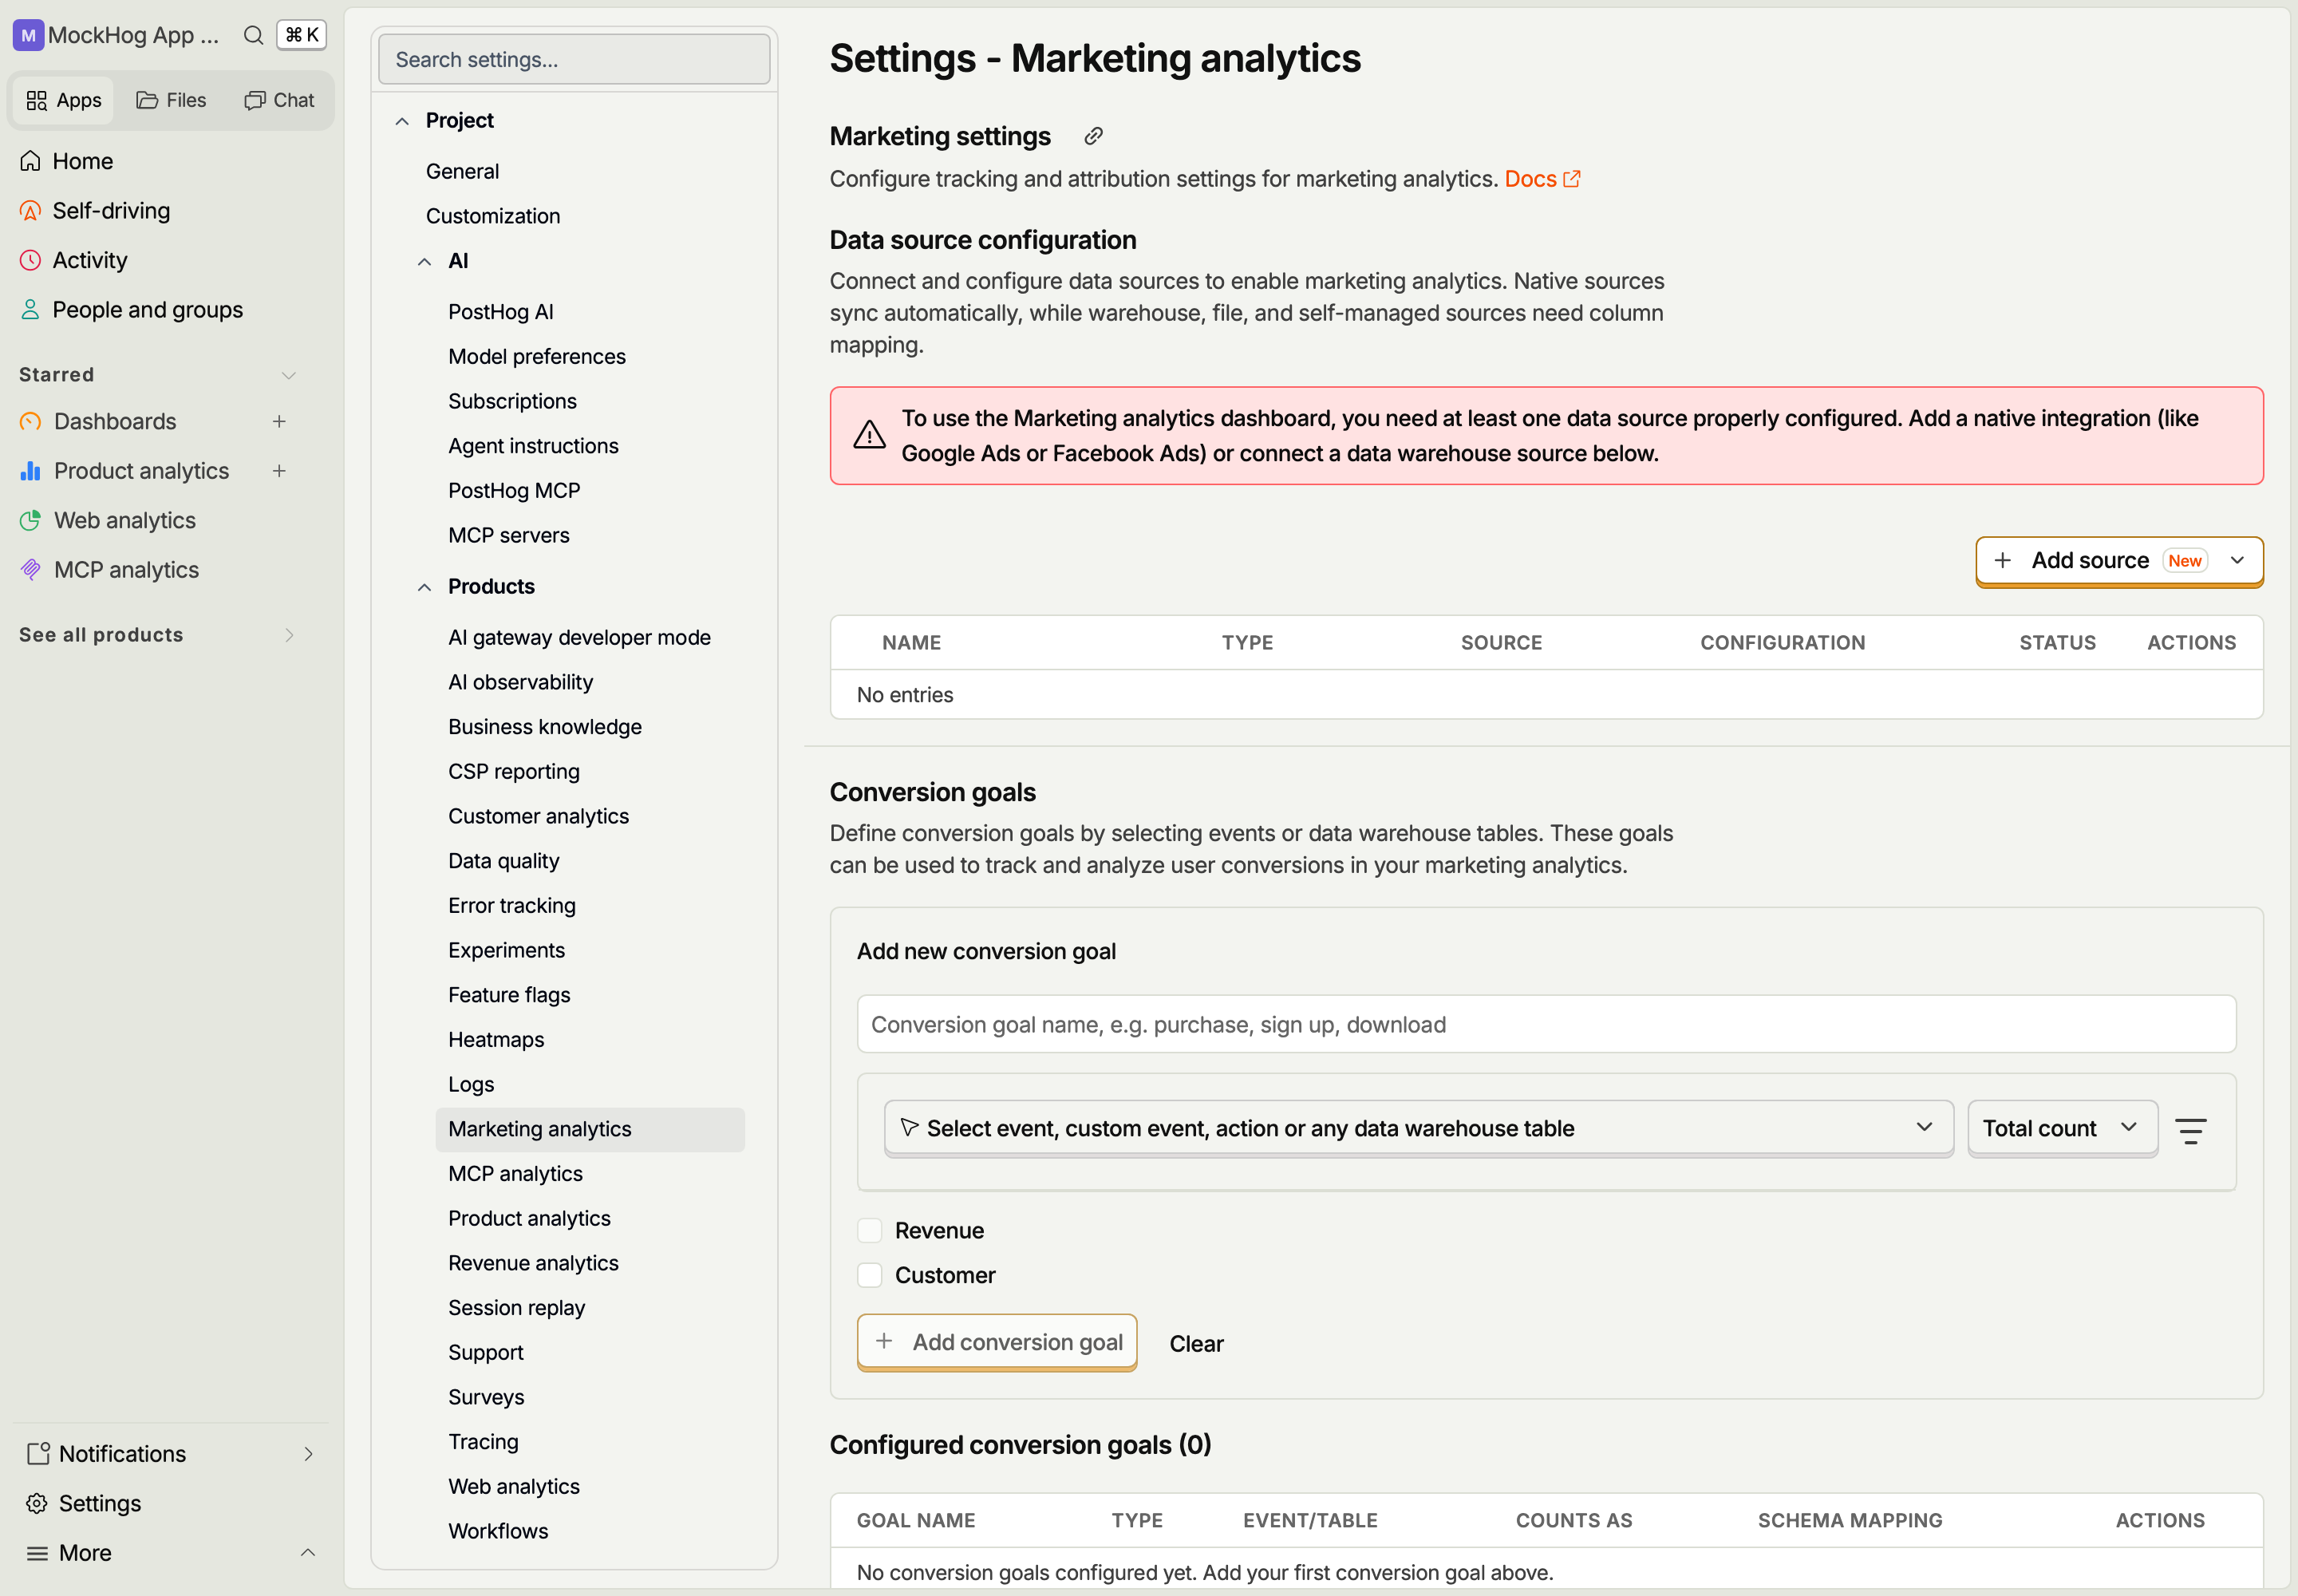 M MockHog App ... ⌘ K
Apps Files Chat
Home
Self-driving
Activity
People and groups
Starred
Dashboards
Product analytics
Web analytics
MCP analytics
See all products
Notifications
Settings
More
Search settings...
Project
General
Customization
AI
PostHog AI
Model preferences
Subscriptions
Agent instructions
PostHog MCP
MCP servers
Products
AI gateway developer mode
AI observability
Business knowledge
CSP reporting
Customer analytics
Data quality
Error tracking
Experiments
Feature flags
Heatmaps
Logs
Marketing analytics
MCP analytics
Product analytics
Revenue analytics
Session replay
Support
Surveys
Tracing
Web analytics
Workflows
Settings - Marketing analytics
Marketing settings
Configure tracking and attribution settings for marketing analytics. Docs
Data source configuration
Connect and configure data sources to enable marketing analytics. Native sources
sync automatically, while warehouse, file, and self-managed sources need column
mapping.
To use the Marketing analytics dashboard, you need at least one data source properly configured. Add a native integration (like
Google Ads or Facebook Ads) or connect a data warehouse source below.
Add source New
NAME TYPE SOURCE CONFIGURATION STATUS ACTIONS
No entries
Conversion goals
Define conversion goals by selecting events or data warehouse tables. These goals
can be used to track and analyze user conversions in your marketing analytics.
Add new conversion goal
Conversion goal name, e.g. purchase, sign up, download
Select event, custom event, action or any data warehouse table Total count
Revenue
Customer
Add conversion goal Clear
Configured conversion goals (0)
GOAL NAME TYPE EVENT/TABLE COUNTS AS SCHEMA MAPPING ACTIONS
No conversion goals configured yet. Add your first conversion goal above.